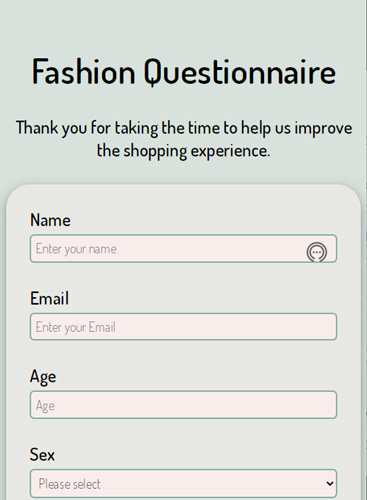 Fashion Questionnaire
Thank you for taking the time to help us improve
the shopping experience.
Name
Enter your name
Email
Enter your Email
Age
Age
Sex
Please select